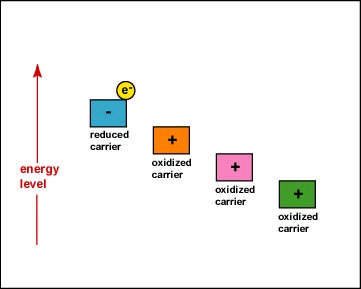 e-
-
reduced
carrier
+
oxidized
carrier
+
oxidized
carrier
+
oxidized
carrier
energy
level